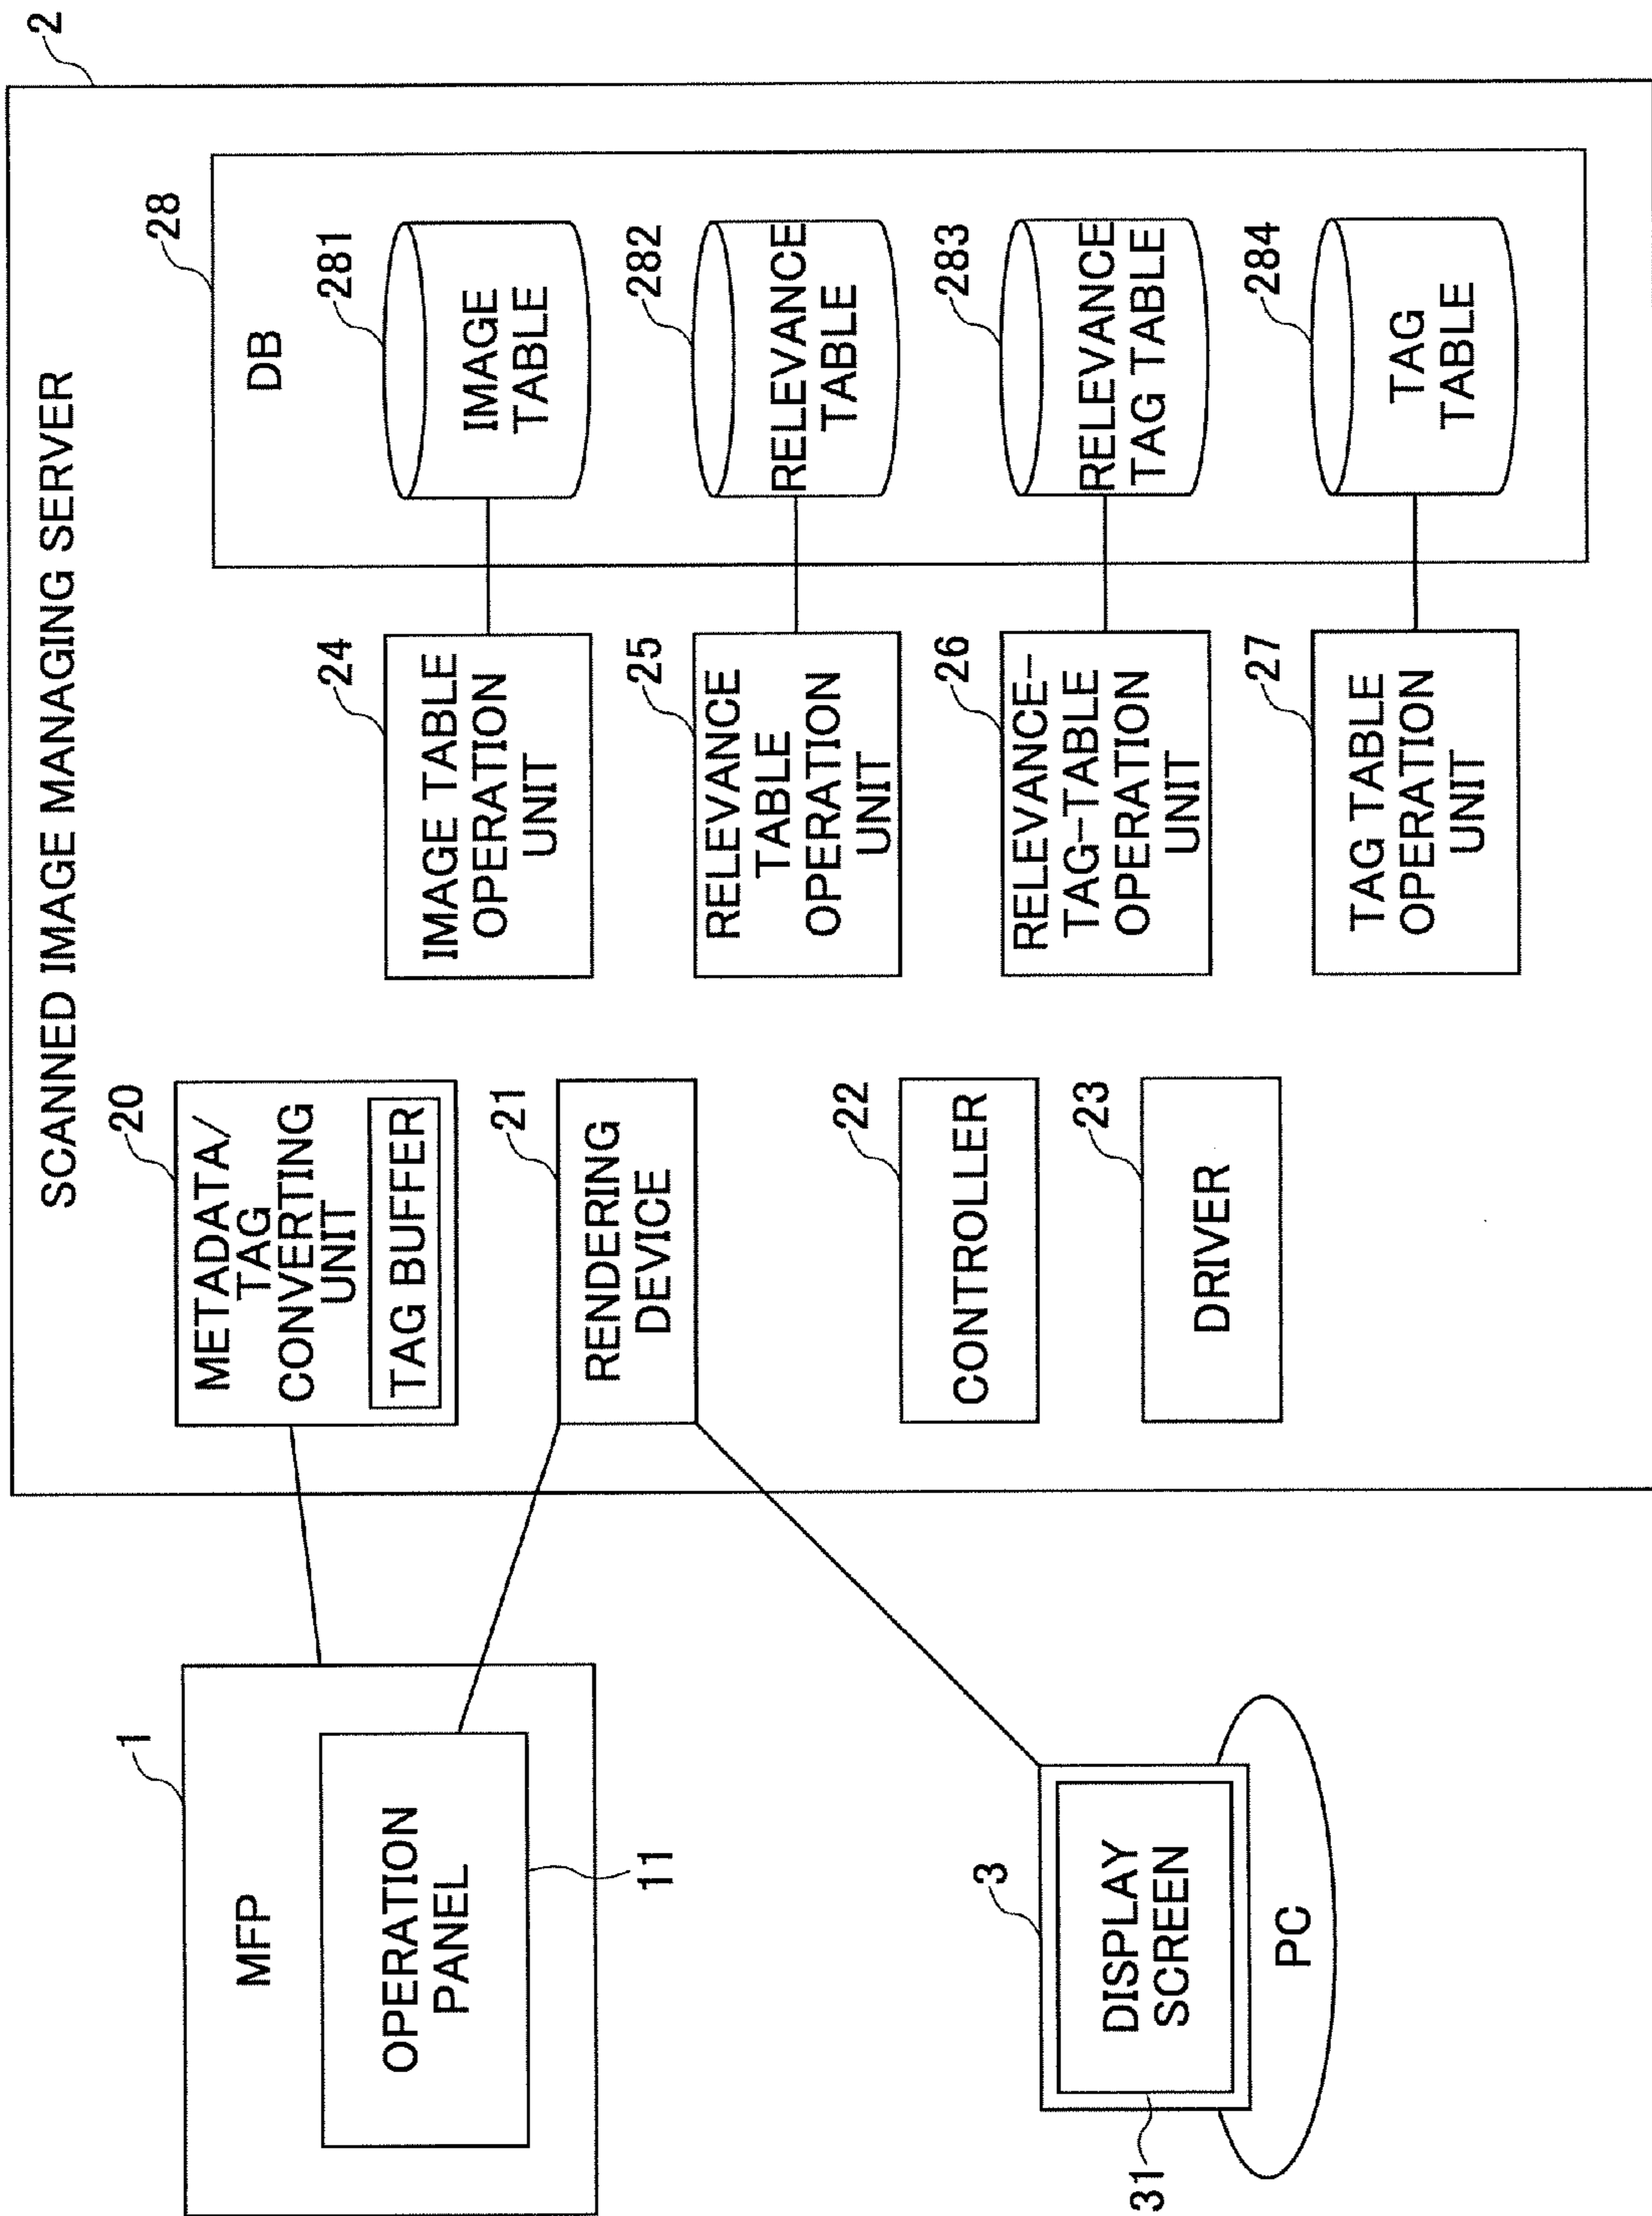 SCANNED IMAGE MANAGING SERVER
2
1
MFP
OPERATION
PANEL
11
3
DISPLAY
SCREEN
31
PC
20
METADATA/
TAG
CONVERTING
UNIT
TAG BUFFER
21
RENDERING
DEVICE
22
CONTROLLER
23
DRIVER
24
IMAGE TABLE
OPERATION
UNIT
25
RELEVANCE
TABLE
OPERATION
UNIT
26
RELEVANCE-
TAG-TABLE
OPERATION
UNIT
27
TAG TABLE
OPERATION
UNIT
28
DB
281
IMAGE
TABLE
282
RELEVANCE
TABLE
283
RELEVANCE
TAG TABLE
284
TAG
TABLE